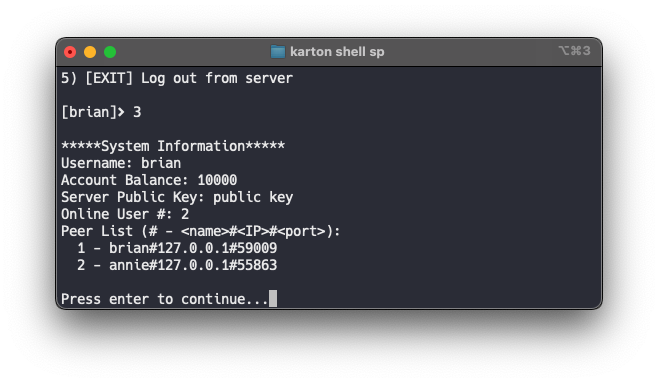 karton shell sp
⌥⌘3
5) [EXIT] Log out from server
[brian]> 3
*****System Information*****
Username: brian
Account Balance: 10000
Server Public Key: public key
Online User #: 2
Peer List (# - <name>#<IP>#<port>):
1 - brian#127.0.0.1#59009
2 - annie#127.0.0.1#55863
Press enter to continue...